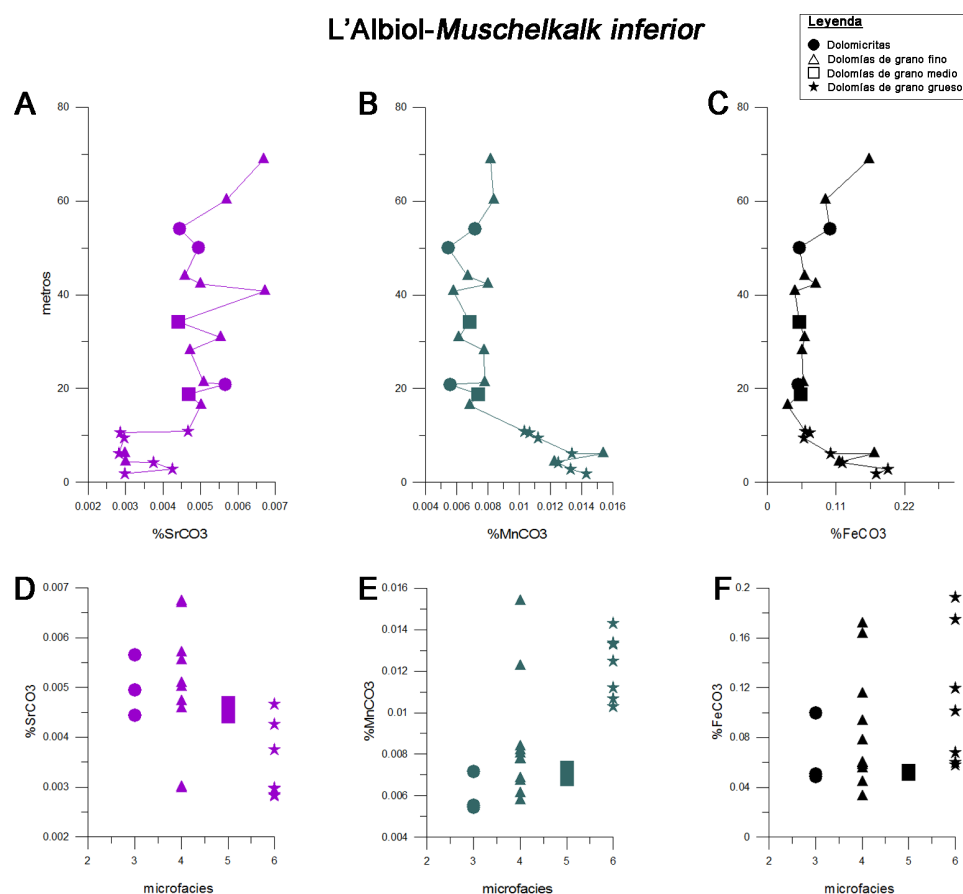 L'Albiol-Muschelkalk inferior
Leyenda
Dolomicritas
Dolomías de grano fino
Dolomías de grano medio
Dolomías de grano grueso
A
B
C
80
60
40
20
0
metros
0.002 0.003 0.004 0.005 0.006 0.007
%SrCO3
80
60
40
20
0
0.004 0.006 0.008 0.01 0.012 0.014 0.016
%MnCO3
80
60
40
20
0
0 0.11 0.22
%FeCO3
D
E
F
0.007
0.006
0.005
0.004
0.003
0.002
%SrCO3
2 3 4 5 6
microfacies
0.016
0.014
0.012
0.01
0.008
0.006
0.004
%MnCO3
2 3 4 5 6
microfacies
0.2
0.16
0.12
0.08
0.04
0
%FeCO3
2 3 4 5 6
microfacies